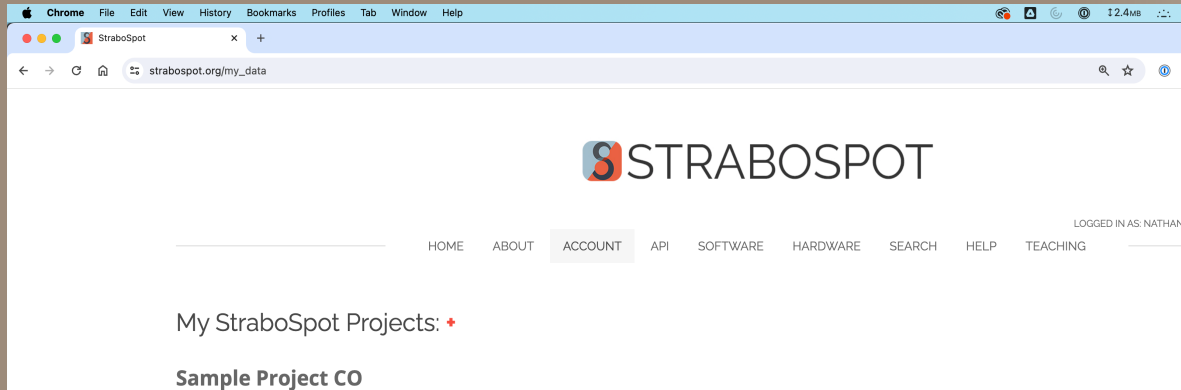 Chrome File Edit View History Bookmarks Profiles Tab Window Help 2.4MB
StraboSpot
strabospot.org/my_data
STRABOSPOT
LOGGED IN AS: NATHAN
HOME ABOUT ACCOUNT API SOFTWARE HARDWARE SEARCH HELP TEACHING
My StraboSpot Projects: +
Sample Project CO